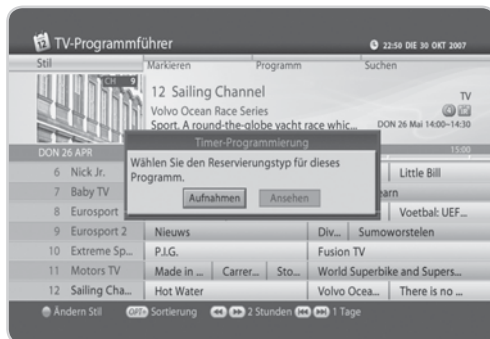 TV-Programmführer
22:50 DIE 30 OKT 2007
Stil Markieren Programm Suchen
CH 9
12 Sailing Channel TV
Volvo Ocean Race Series
Sport. A round-the-globe yacht race whic... DON 26 Mai 14:00~14:30
Timer-Programmierung
DON 26 APR 15:00
Wählen Sie den Reservierungstyp für dieses
Programm.
Aufnahmen Ansehen
6 Nick Jr. Little Bill
7 Baby TV
8 Eurosport Voetbal: UEF...
9 Eurosport 2 Nieuws Div... Sumoworstelen
10 Extreme Sp... P.I.G. Fusion TV
11 Motors TV Made in ... Carrer... Sto... World Superbike and Supers...
12 Sailing Cha... Hot Water Volvo Ocea... There is no ...
Ändern Stil OPT+ Sortierung 2 Stunden 1 Tage